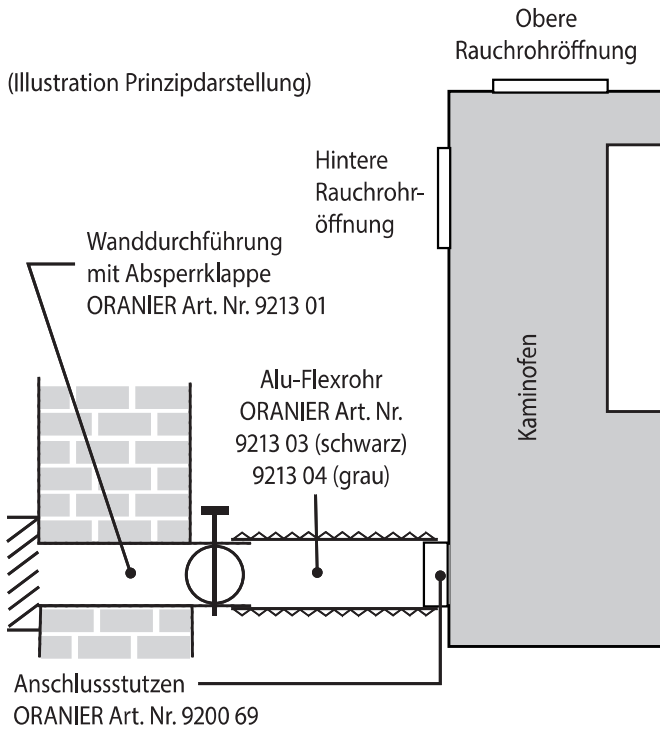 Obere
Rauchrohröffnung
(Illustration Prinzipdarstellung)
Hintere
Rauchrohr-
öffnung
Wanddurchführung
mit Absperrklappe
ORANIER Art. Nr. 9213 01
Alu-Flexrohr
ORANIER Art. Nr.
9213 03 (schwarz)
9213 04 (grau)
Kaminofen
Anschlussstutzen
ORANIER Art. Nr. 9200 69